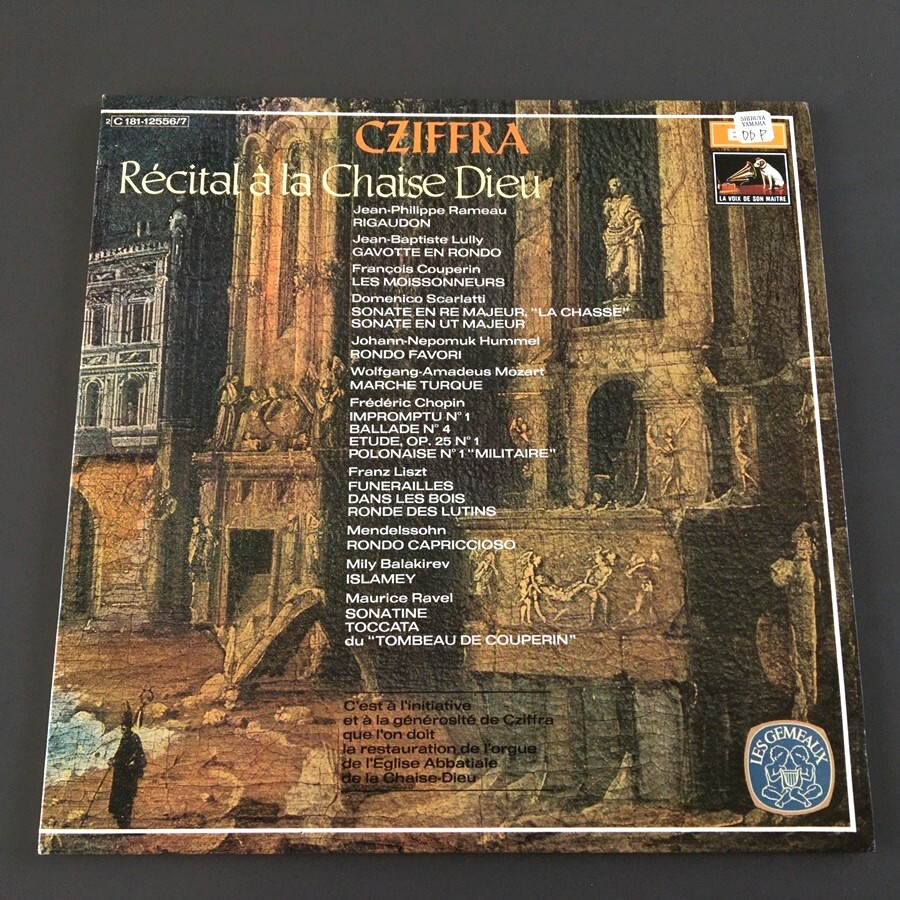 2 C 181-12556/7
CZIFFRA
SHIBUYA
YAMAHA
Récital à la Chaise Dieu
LA VOIX DE SON MAITRE
Jean-Philippe Rameau
RIGAUDON
Jean-Baptiste Lully
GAVOTTE EN RONDO
François Couperin
LES MOISSONNEURS
Domenico Scarlatti
SONATE EN RE MAJEUR, "LA CHASSE"
SONATE EN UT MAJEUR
Johann-Nepomuk Hummel
RONDO FAVORI
Wolfgang-Amadeus Mozart
MARCHE TURQUE
Frédéric Chopin
IMPROMPTU N° 1
BALLADE N° 4
ETUDE, OP. 25 N° 1
POLONAISE N° 1 "MILITAIRE"
Franz Liszt
FUNERAILLES
DANS LES BOIS
RONDE DES LUTINS
Mendelssohn
RONDO CAPRICCIOSO
Mily Balakirev
ISLAMEY
Maurice Ravel
SONATINE
TOCCATA
du "TOMBEAU DE COUPERIN"
C'est à l'initiative
et à la générosité de Cziffra
que l'on doit
la restauration de l'orgue
de l'Eglise Abbatiale
de la Chaise-Dieu
LES GEMEAUX